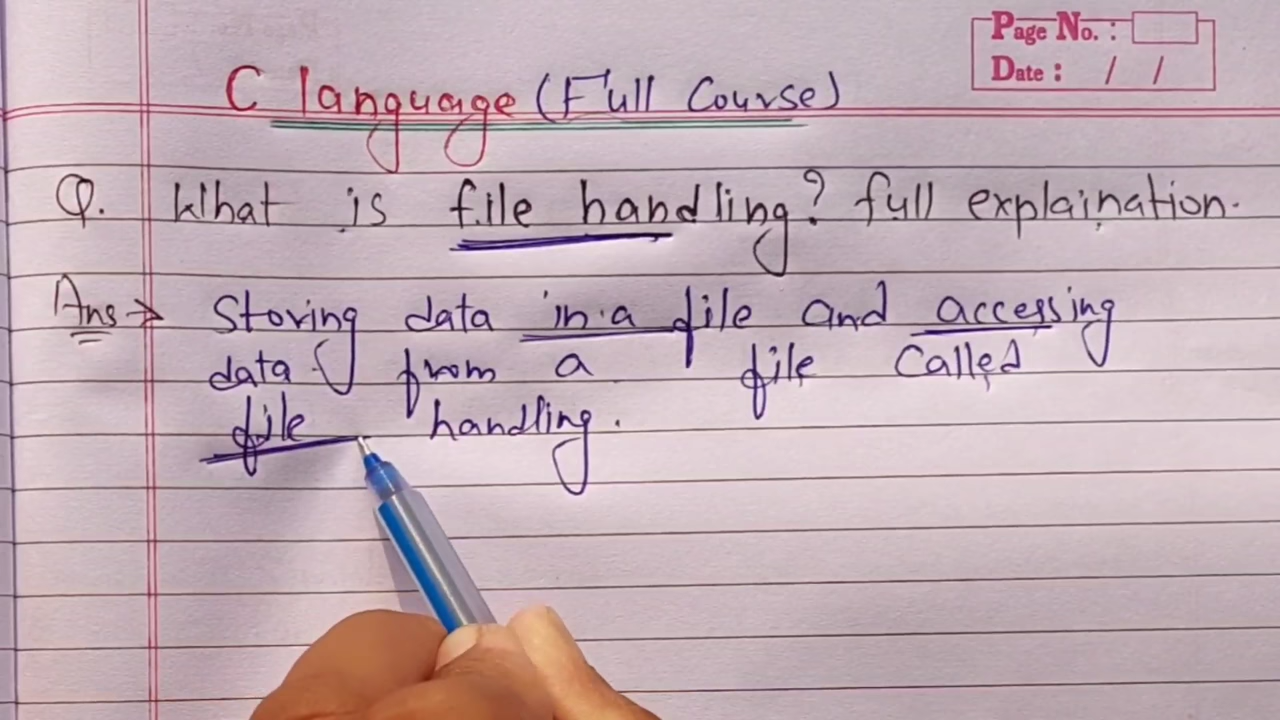 Page No. :
Date : / /
C language (Full Course)
Q. What is file handling? full explaination.
Ans → Storing data in a file and accessing
data from a file Called
file handling.